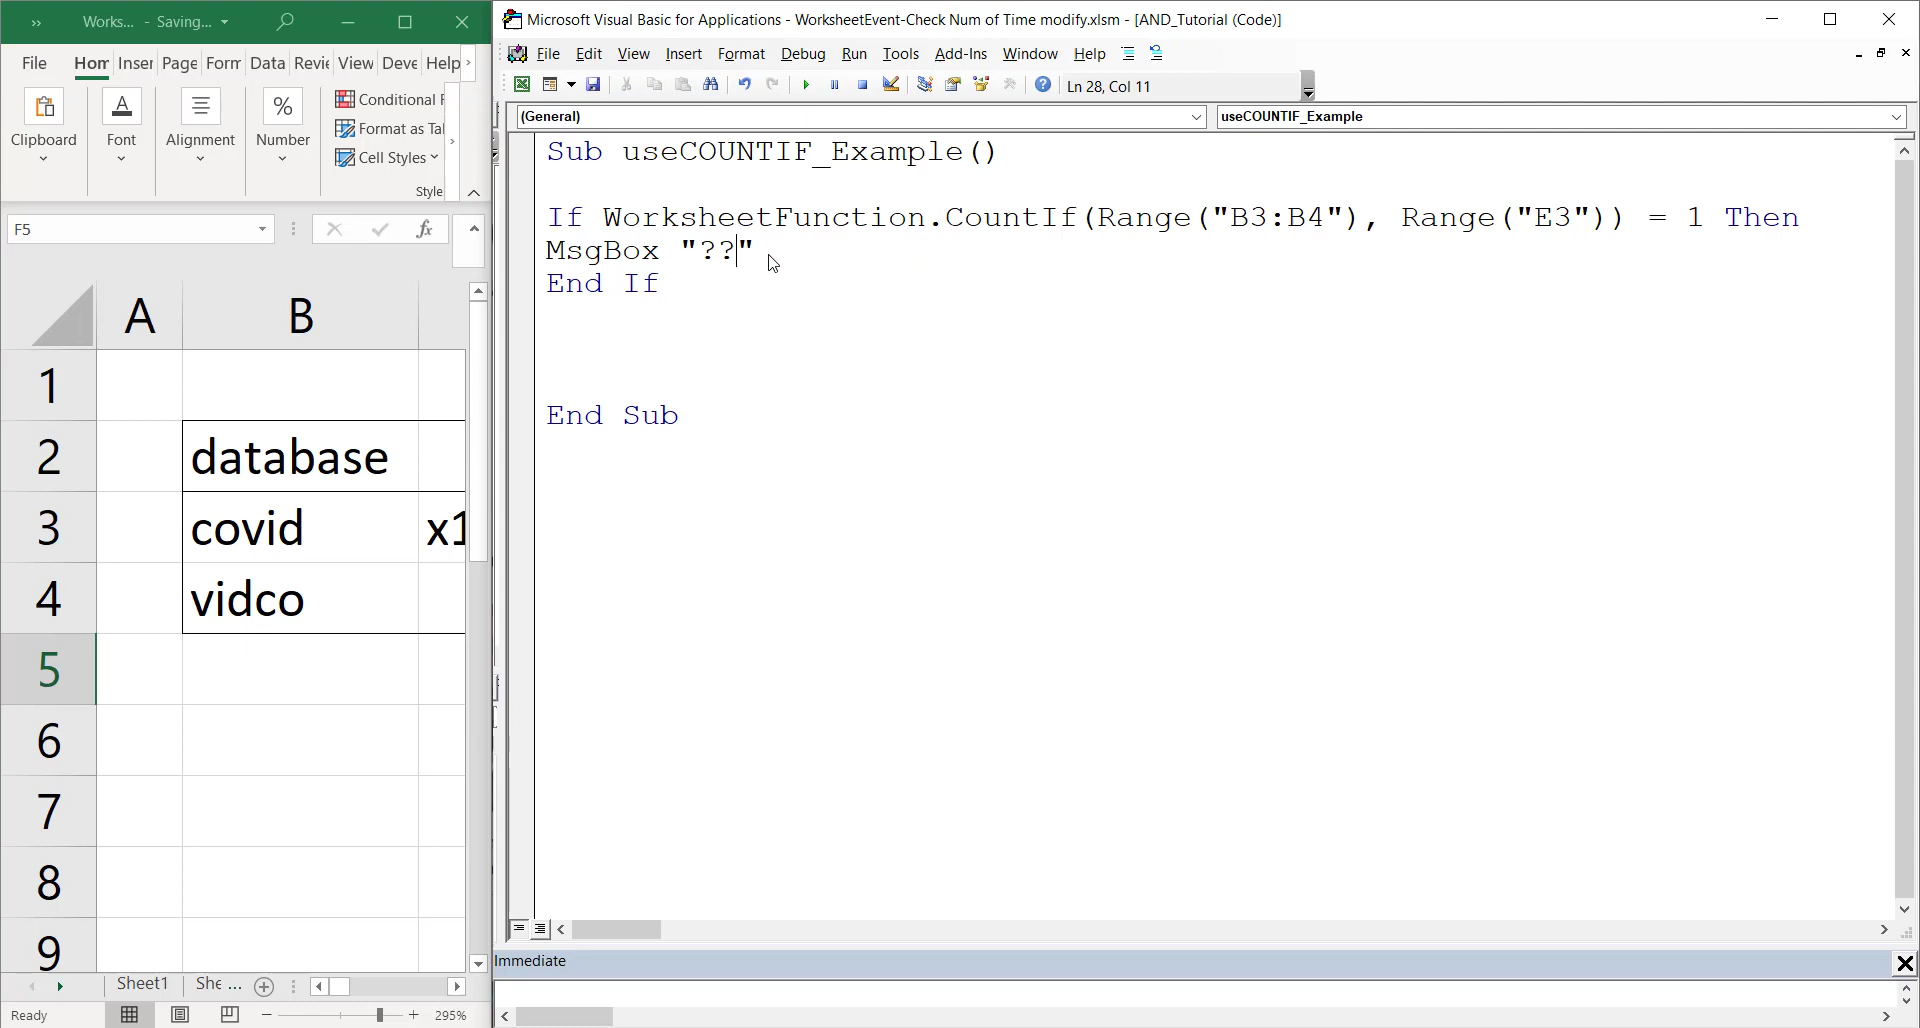 Works... - Saving...
File Hom Inser Page Form Data Revie View Deve Help
Clipboard Font Alignment Number
Conditional F
Format as Tal
Cell Styles
Style
F5
fx
A B
1
2 database
3 covid x1
4 vidco
5
6
7
8
9
Sheet1 She ...
Ready 295%
Microsoft Visual Basic for Applications - WorksheetEvent-Check Num of Time modify.xlsm - [AND_Tutorial (Code)]
File Edit View Insert Format Debug Run Tools Add-Ins Window Help
Ln 28, Col 11
(General) useCOUNTIF_Example
Sub useCOUNTIF_Example()
If WorksheetFunction.CountIf(Range("B3:B4"), Range("E3")) = 1 Then
MsgBox "??"
End If
End Sub
Immediate